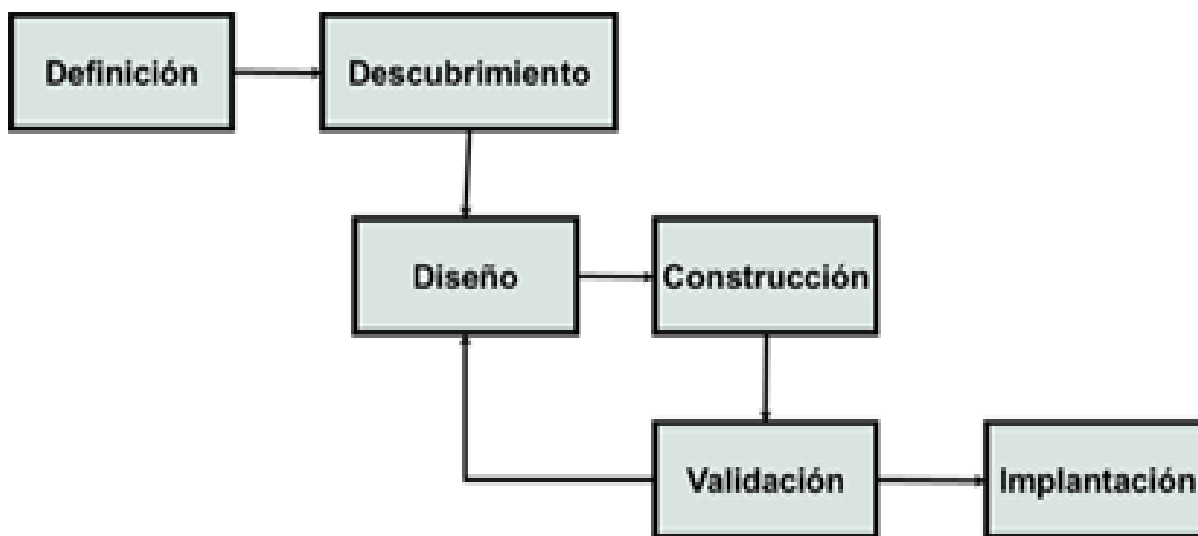 Definición
Descubrimiento
Diseño
Construcción
Validación
Implantación